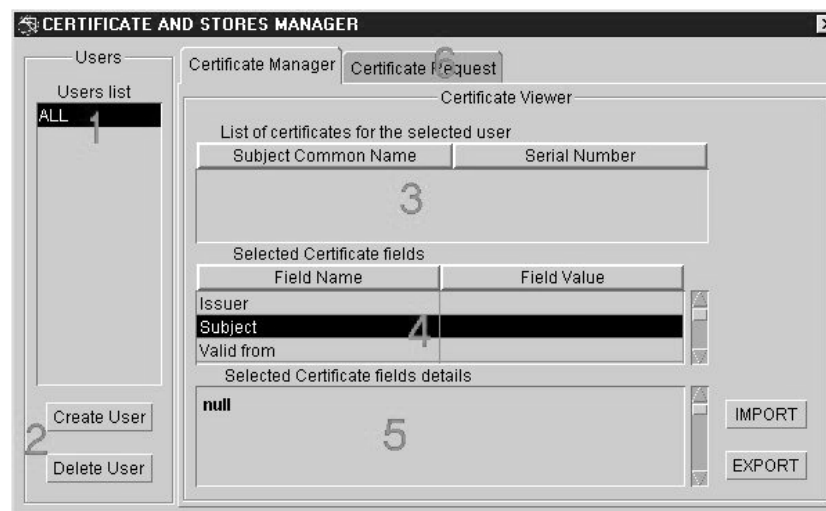 CERTIFICATE AND STORES MANAGER
Users
Users list
ALL
1
Create User
2
Delete User
Certificate Manager
Certificate Request
6
Certificate Viewer
List of certificates for the selected user
Subject Common Name Serial Number
3
Selected Certificate fields
Field Name Field Value
Issuer
Subject
4
Valid from
Selected Certificate fields details
null
5
IMPORT
EXPORT